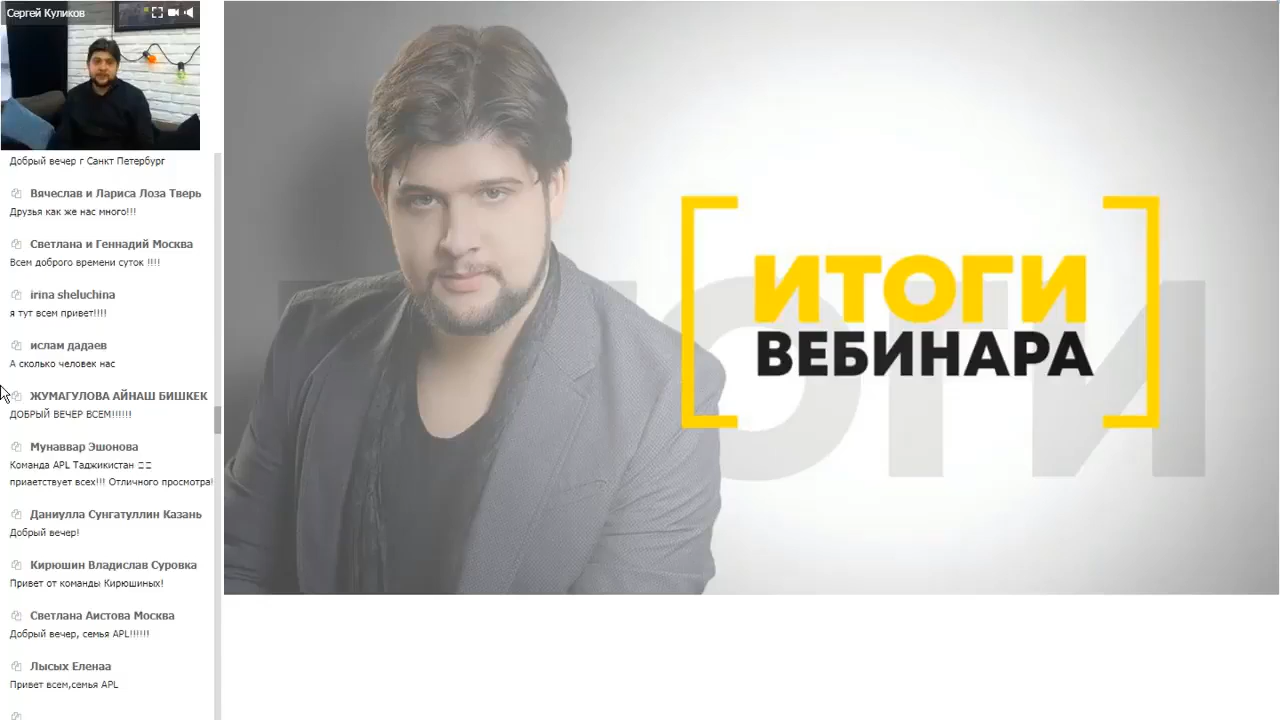 Сергей Куликов
Добрый вечер г Санкт Петербург
Вячеслав и Лариса Лоза Тверь
Друзья как же нас много!!!
Светлана и Геннадий Москва
Всем доброго времени суток !!!!
irina sheluchina
я тут всем привет!!!!
ислам дадаев
А сколько человек нас
ЖУМАГУЛОВА АЙНАШ БИШКЕК
ДОБРЫЙ ВЕЧЕР ВСЕМ!!!!!!
Мунаввар Эшонова
Команда APL Таджикистан
приаетствует всех!!! Отличного просмотра!
Даниулла Сунгатуллин Казань
Добрый вечер!
Кирюшин Владислав Суровка
Привет от команды Кирюшиных!
Светлана Аистова Москва
Добрый вечер, семья APL!!!!!!
Лысых Еленаа
Привет всем,семья APL
ИТОГИ
ИТОГИ
ВЕБИНАРА